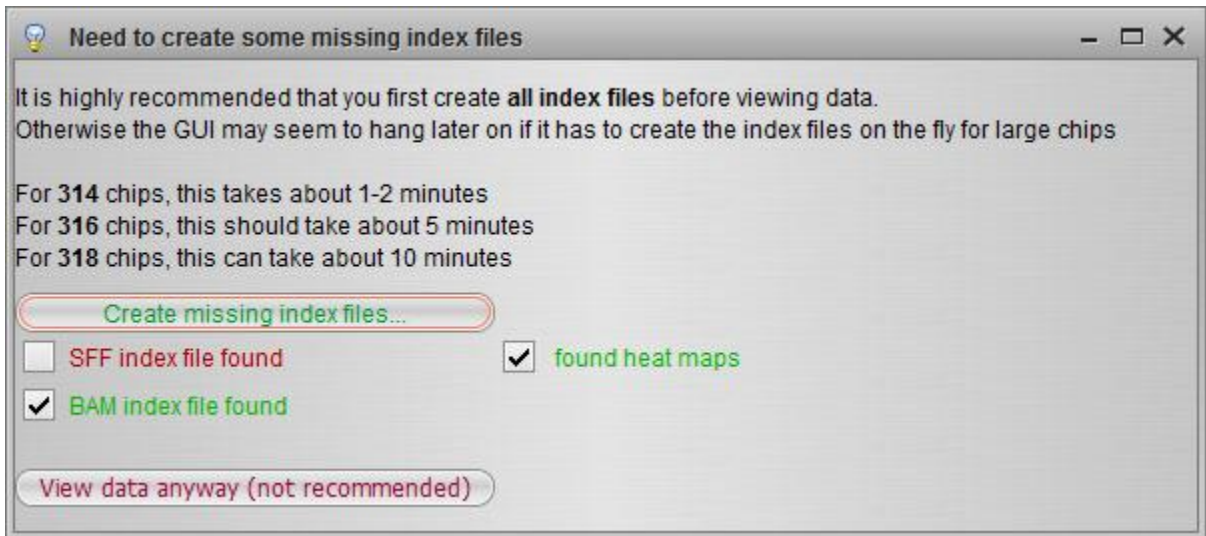 Need to create some missing index files
It is highly recommended that you first create all index files before viewing data.
Otherwise the GUI may seem to hang later on if it has to create the index files on the fly for large chips
For 314 chips, this takes about 1-2 minutes
For 316 chips, this should take about 5 minutes
For 318 chips, this can take about 10 minutes
Create missing index files...
SFF index file found
found heat maps
BAM index file found
View data anyway (not recommended)